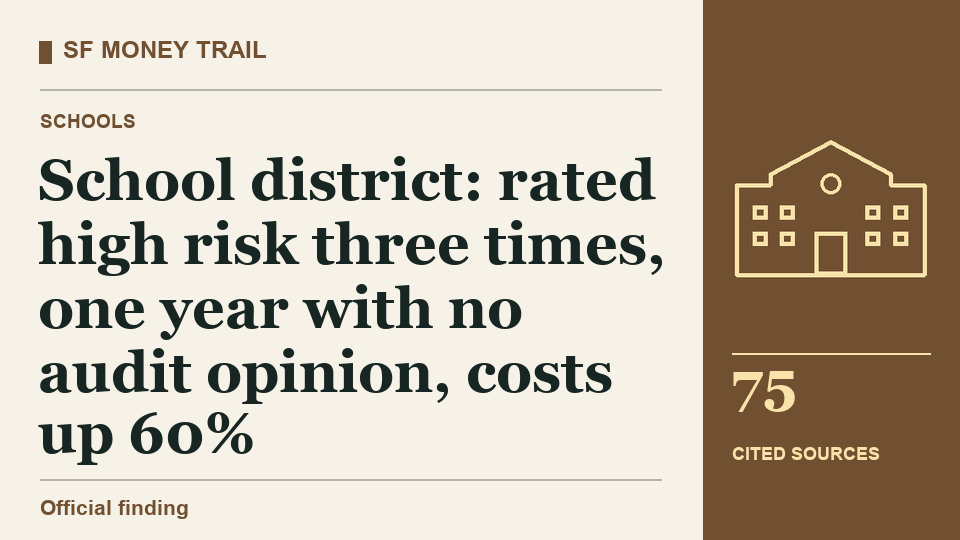 SF MONEY TRAIL
SCHOOLS
School district: rated
high risk three times,
one year with no
audit opinion, costs
up 60%
Official finding
75
CITED SOURCES